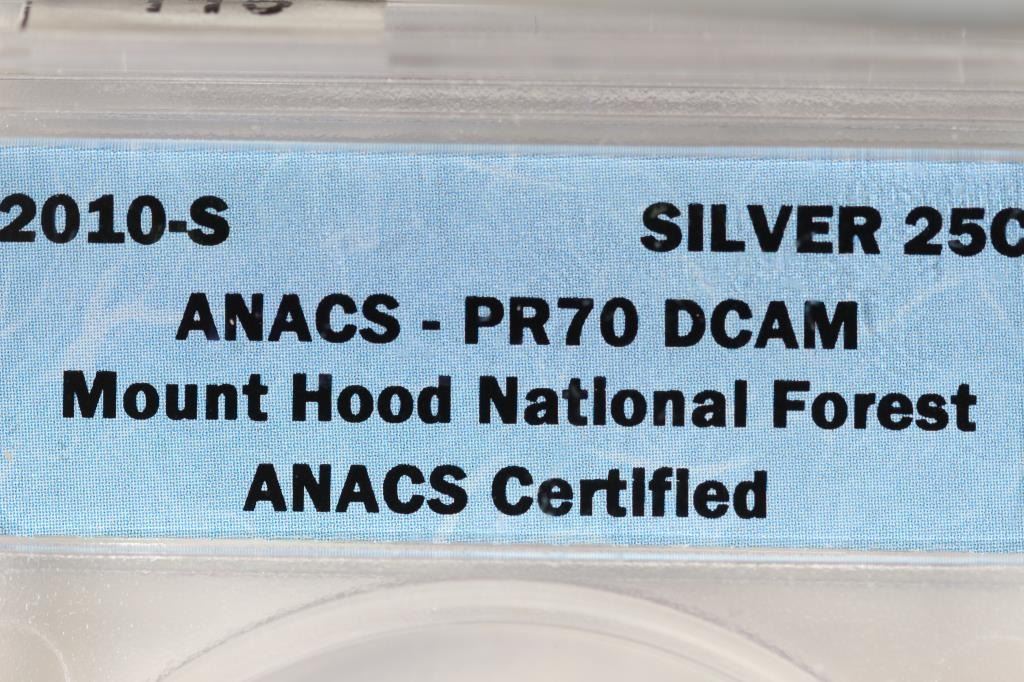 2010-S SILVER 25C
ANACS - PR70 DCAM
Mount Hood National Forest
ANACS Certified